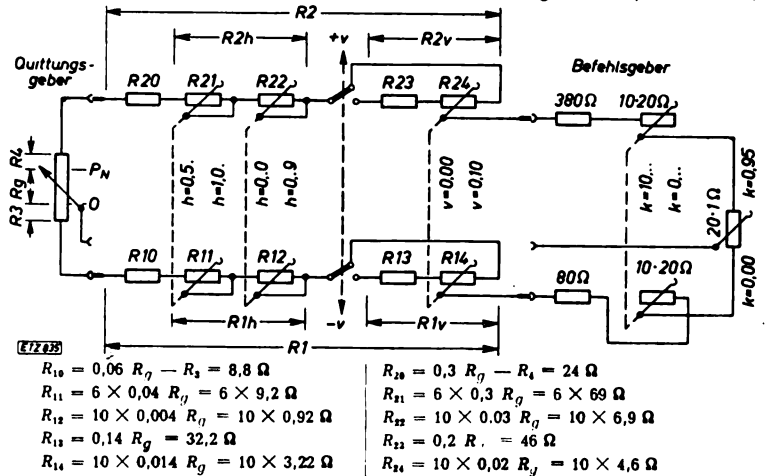 R2
R2h
+v
R2v
Quittungs-
geber
Befehlsgeber
R20
R21
R22
R23
R24
380Ω
10·20Ω
R4
Rg
R3
PN
0
h=0,5.
h=1,0.
h=0,0
h=0,9
v=0,00
v=0,10
k=10,...
k=0,...
20·1Ω
k=0,95
k=0,00
R10
R11
R12
R13
R14
80Ω
10·20Ω
R1h
-v
R1v
R1
R₁₀ = 0,06 Rg — R₃ = 8,8 Ω
R₁₁ = 6 × 0,04 Rg = 6 × 9,2 Ω
R₁₂ = 10 × 0,004 Rg = 10 × 0,92 Ω
R₁₃ = 0,14 Rg = 32,2 Ω
R₁₄ = 10 × 0,014 Rg = 10 × 3,22 Ω
R₂₀ = 0,3 Rg — R₄ = 24 Ω
R₂₁ = 6 × 0,3 Rg = 6 × 69 Ω
R₂₂ = 10 × 0.03 Rg = 10 × 6,9 Ω
R₂₃ = 0,2 R. = 46 Ω
R₂₄ = 10 × 0,02 Rg = 10 × 4,6 Ω